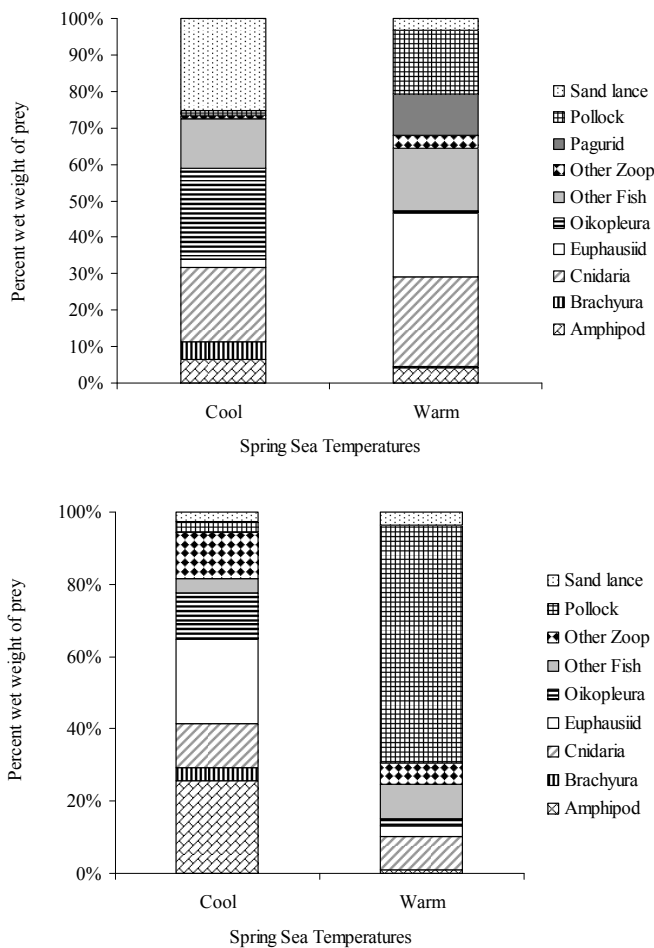 100%
90%
80%
70%
60%
50%
40%
30%
20%
10%
0%
Percent wet weight of prey
Cool Warm
Spring Sea Temperatures
Sand lance
Pollock
Pagurid
Other Zoop
Other Fish
Oikopleura
Euphausiid
Cnidaria
Brachyura
Amphipod
100%
80%
60%
40%
20%
0%
Percent wet weight of prey
Cool Warm
Spring Sea Temperatures
Sand lance
Pollock
Other Zoop
Other Fish
Oikopleura
Euphausiid
Cnidaria
Brachyura
Amphipod